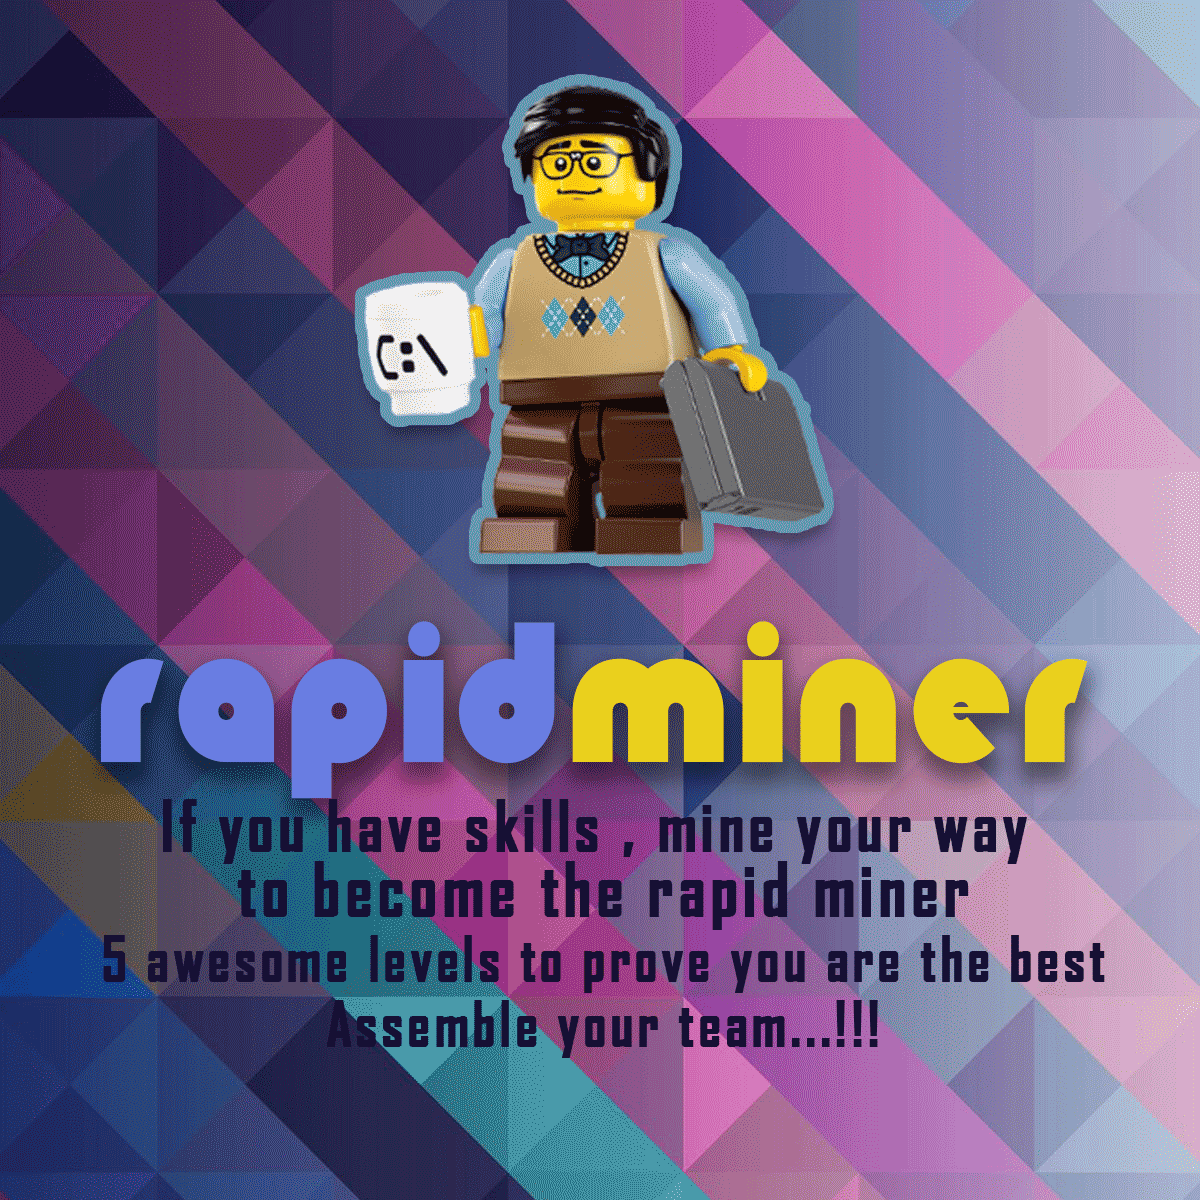 C:\
rapidminer
If you have skills , mine your way
to become the rapid miner
5 awesome levels to prove you are the best
Assemble your team...!!!